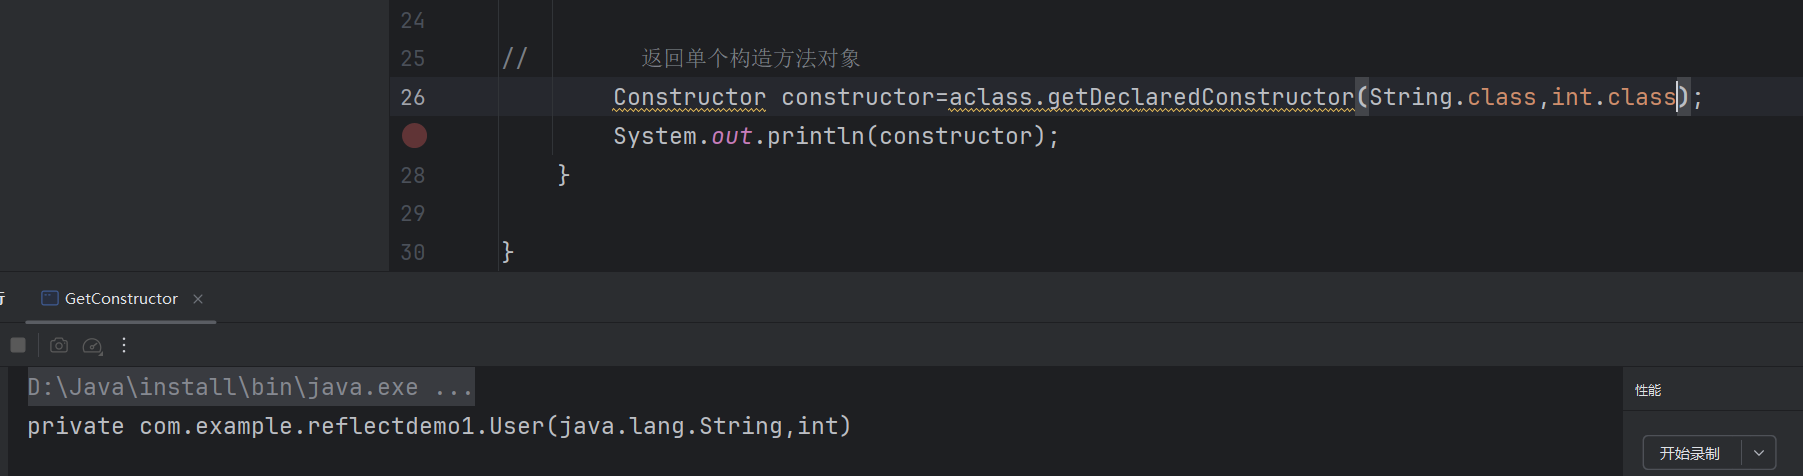 24
25 // 返回单个构造方法对象
26 Constructor constructor=aclass.getDeclaredConstructor(String.class,int.class);
System.out.println(constructor);
28 }
29
30 }
行 GetConstructor ×
D:\Java\install\bin\java.exe ...
性能
private com.example.reflectdemo1.User(java.lang.String,int)
开始录制